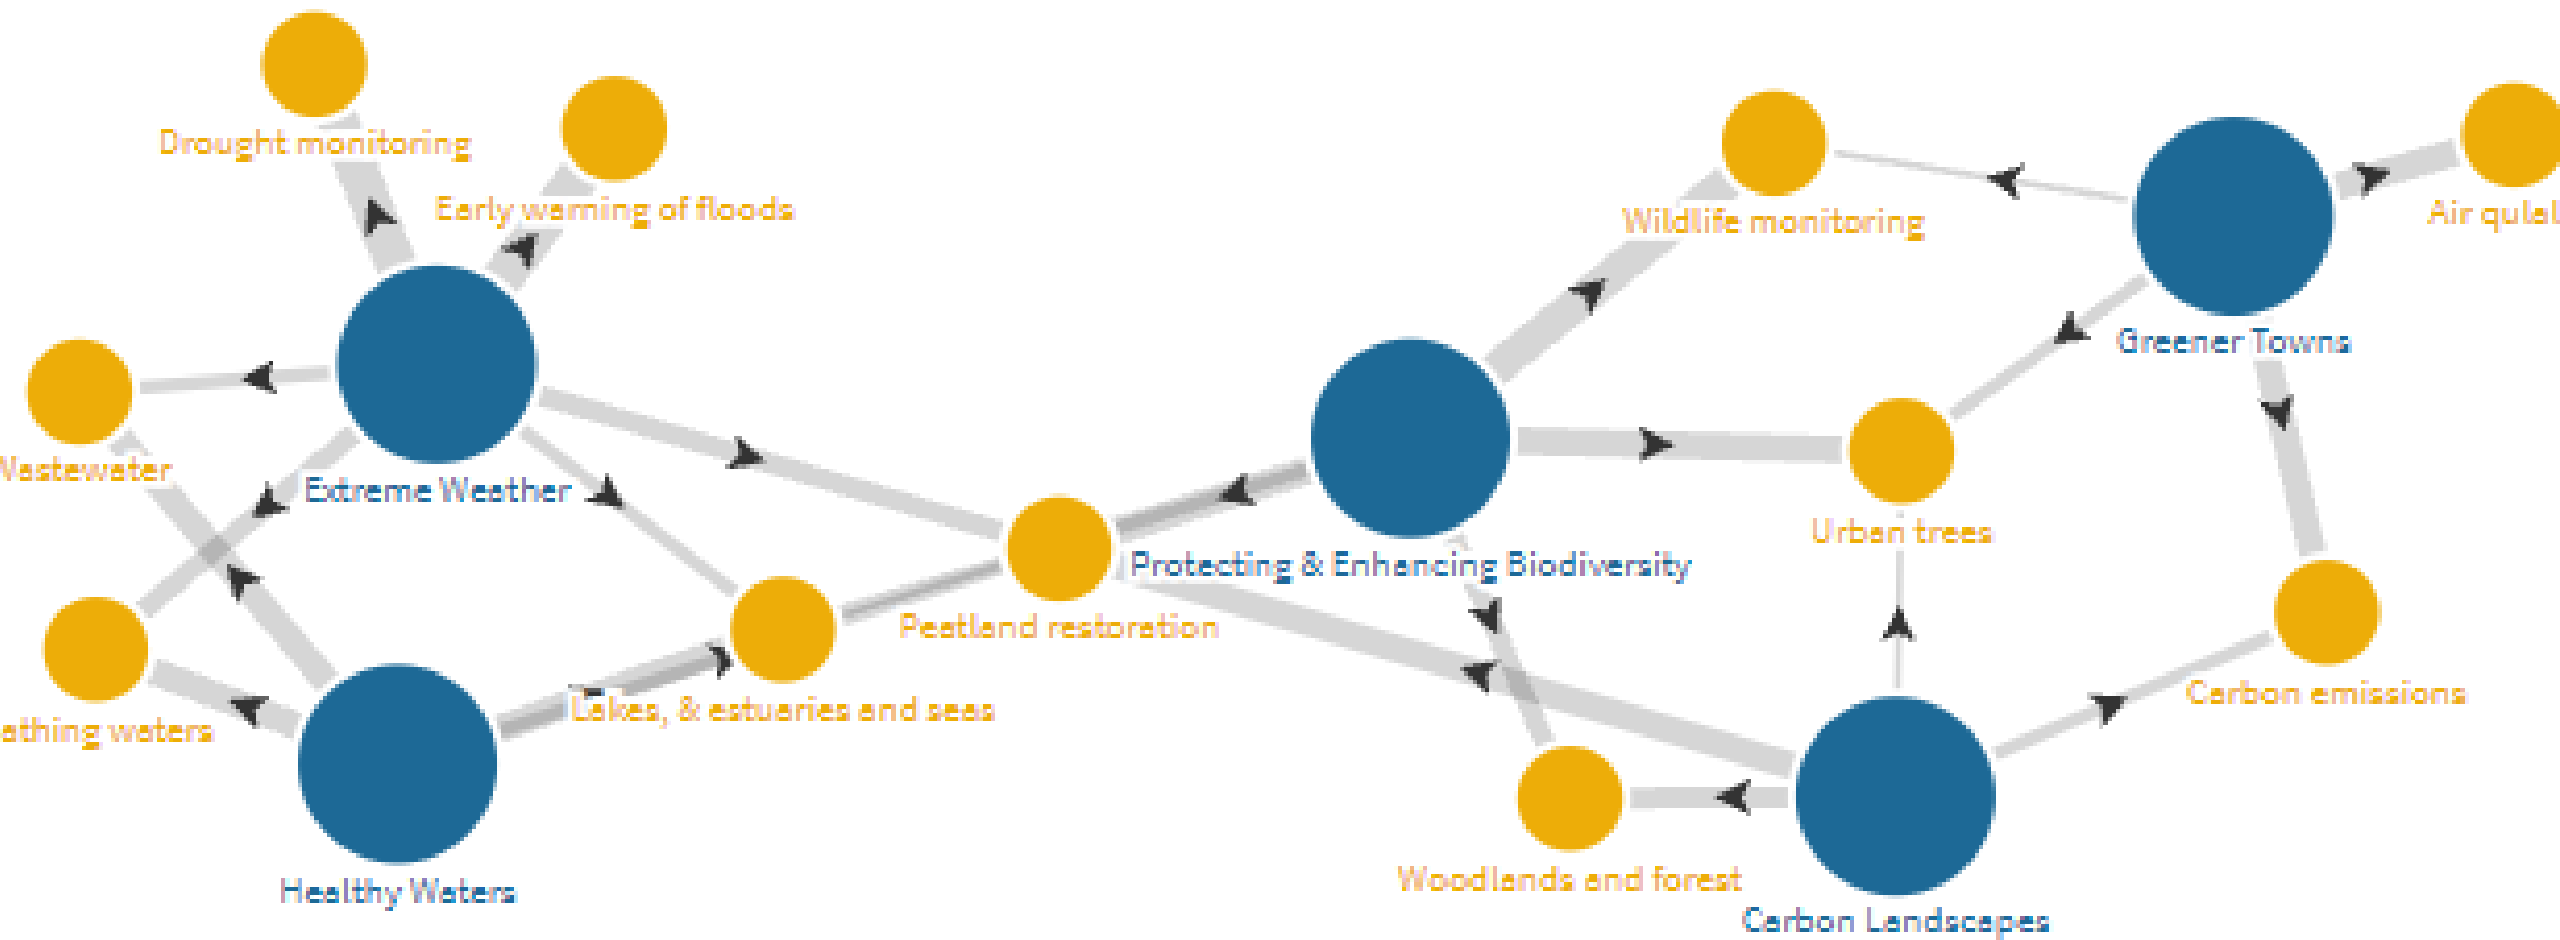 Drought monitoring
Early warning of floods
Wildlife monitoring
Air qulal
Greener Towns
Wastewater
Extreme Weather
Urban trees
Protecting & Enhancing Biodiversity
Peatland restoration
Carbon emissions
Lakes, & estuaries and seas
athing waters
Woodlands and forest
Healthy Waters
Carbon Landscapes